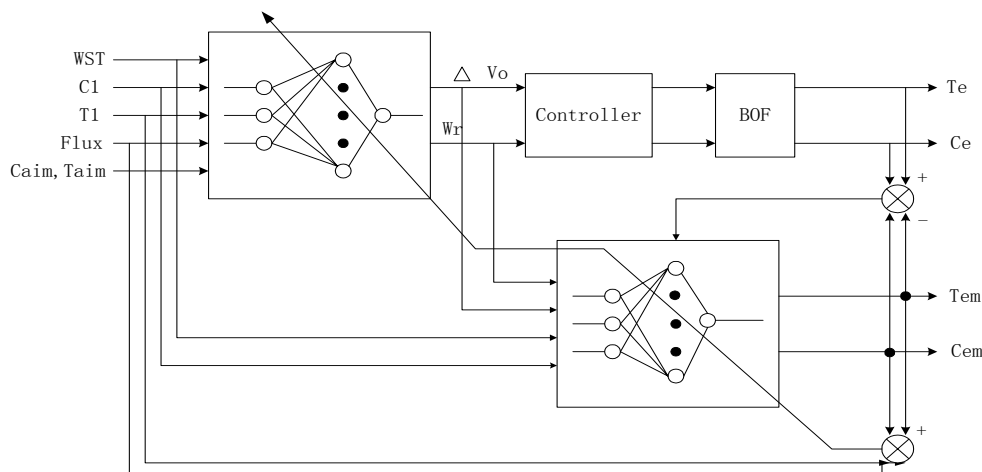 WST
C1
T1
Flux
Caim,Taim
△ Vo
Wr
Controller
BOF
Te
Ce
+
−
Tem
Cem
+